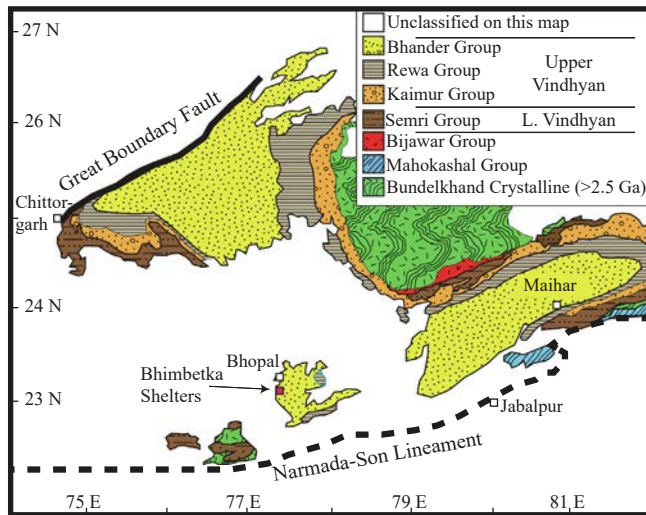 27 N
26 N
24 N
23 N
75 E
77 E
79 E
81 E
Unclassified on this map
Bhander Group
Rewa Group
Kaimur Group
Semri Group
Bijawar Group
Mahokashal Group
Bundelkhand Crystalline (>2.5 Ga)
Upper
Vindhyan
L. Vindhyan
Great Boundary Fault
Chittor-
garh
Maihar
Bhopal
Bhimbetka
Shelters
Jabalpur
Narmada-Son Lineament